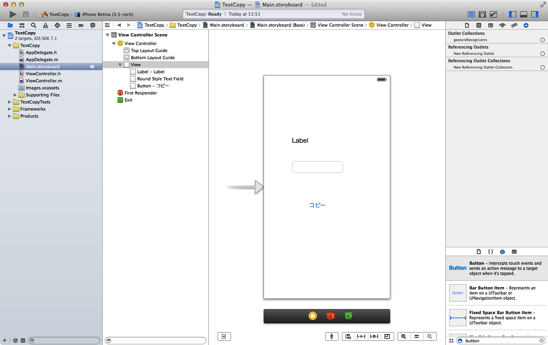 TextCopy — Main.storyboard — Edited
iPhone Retina (3.5-inch)
TextCopy: Ready | Today at 11:51
No Issues
TextCopy
2 targets, iOS SDK 7.1
TextCopy
AppDelegate.h
AppDelegate.m
Main.storyboard
M
ViewController.h
ViewController.m
Images.xcassets
Supporting Files
TextCopyTests
Frameworks
Products
TextCopy
TextCopy
Main.storyboard
Main.storyboard (Base)
View Controller Scene
View Controller
View
View Controller Scene
View Controller
Top Layout Guide
Bottom Layout Guide
View
Label – Label
Round Style Text Field
Button – コピー
First Responder
Exit
Label
コピー
Outlet Collections
gestureRecognizers
Referencing Outlets
New Referencing Outlet
Referencing Outlet Collections
New Referencing Outlet Collection
Button
Button – Intercepts touch events and
sends an action message to a target
object when it's tapped.
Bar Button Item – Represents
an item on a UIToolbar or
UINavigationItem object.
Fixed Space Bar Button Item –
Represents a fixed space item on a
UIToolbar object.
button